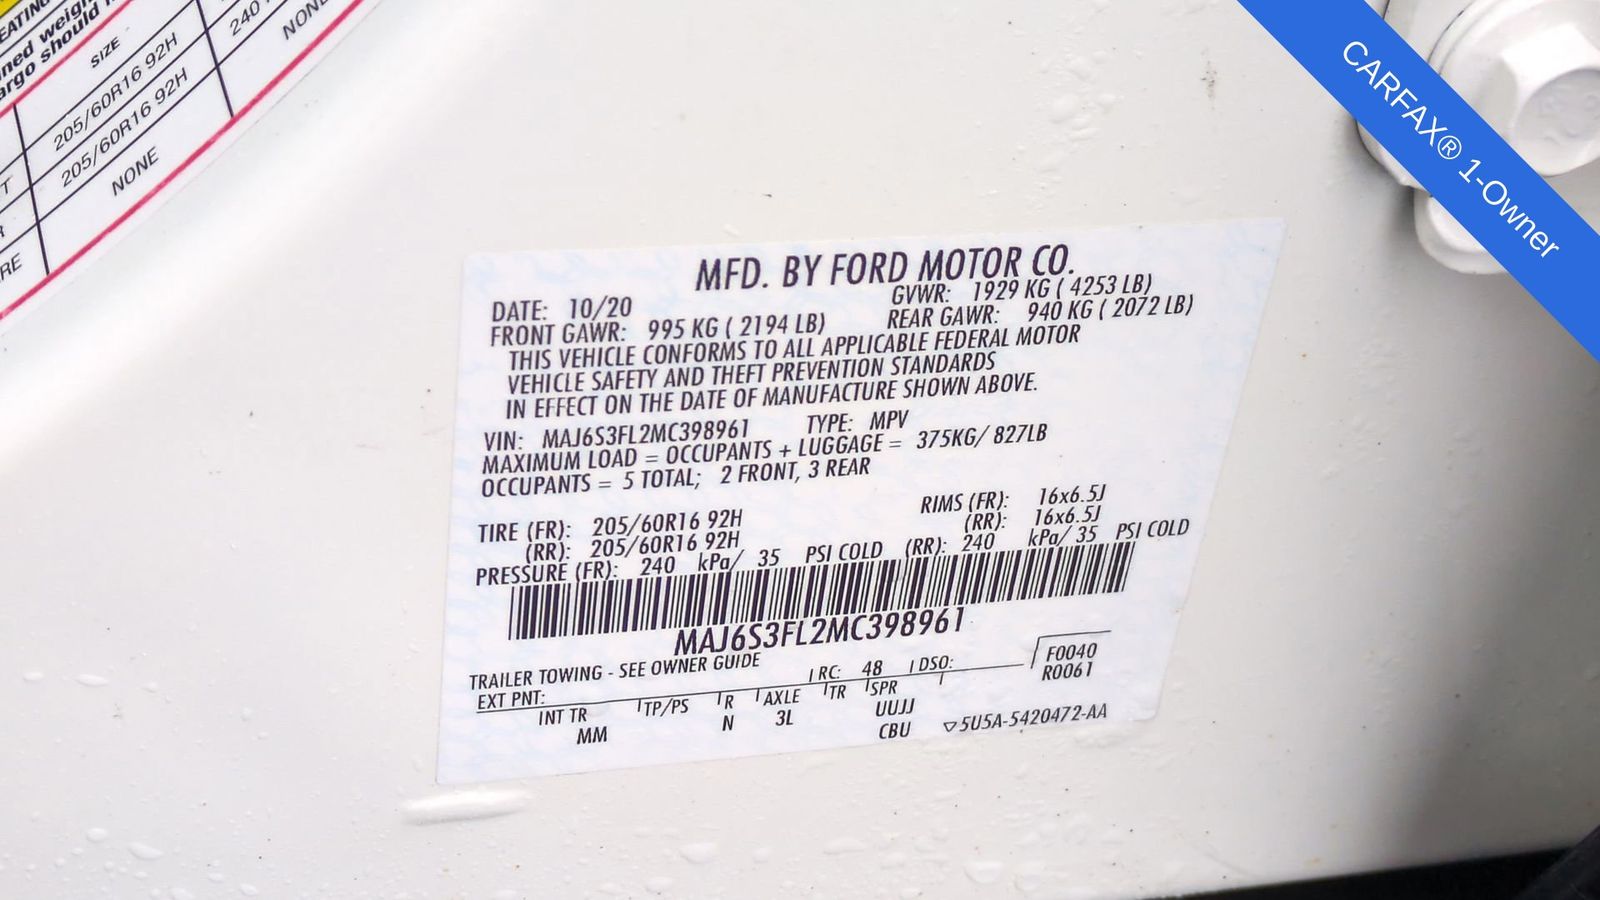 EATING
ned weigh
argo should
SIZE
205/60R16 92H
240
205/60R16 92H
NONE
T
NONE
R
RE
CARFAX® 1-Owner
MFD. BY FORD MOTOR CO.
DATE: 10/20 GVWR: 1929 KG ( 4253 LB)
FRONT GAWR: 995 KG ( 2194 LB) REAR GAWR: 940 KG ( 2072 LB)
THIS VEHICLE CONFORMS TO ALL APPLICABLE FEDERAL MOTOR
VEHICLE SAFETY AND THEFT PREVENTION STANDARDS
IN EFFECT ON THE DATE OF MANUFACTURE SHOWN ABOVE.
VIN: MAJ6S3FL2MC398961 TYPE: MPV
MAXIMUM LOAD = OCCUPANTS + LUGGAGE = 375KG/ 827LB
OCCUPANTS = 5 TOTAL; 2 FRONT, 3 REAR
TIRE (FR): 205/60R16 92H RIMS (FR): 16x6.5J
(RR): 205/60R16 92H (RR): 16x6.5J
PRESSURE (FR): 240 kPa/ 35 PSI COLD (RR): 240 kPa/ 35 PSI COLD
MAJ6S3FL2MC398961
TRAILER TOWING - SEE OWNER GUIDE
EXT PNT: RC: 48 DSO: F0040
R0061
INT TR TP/PS R AXLE TR SPR
MM N 3L UUJJ
CBU ▽5U5A-5420472-AA